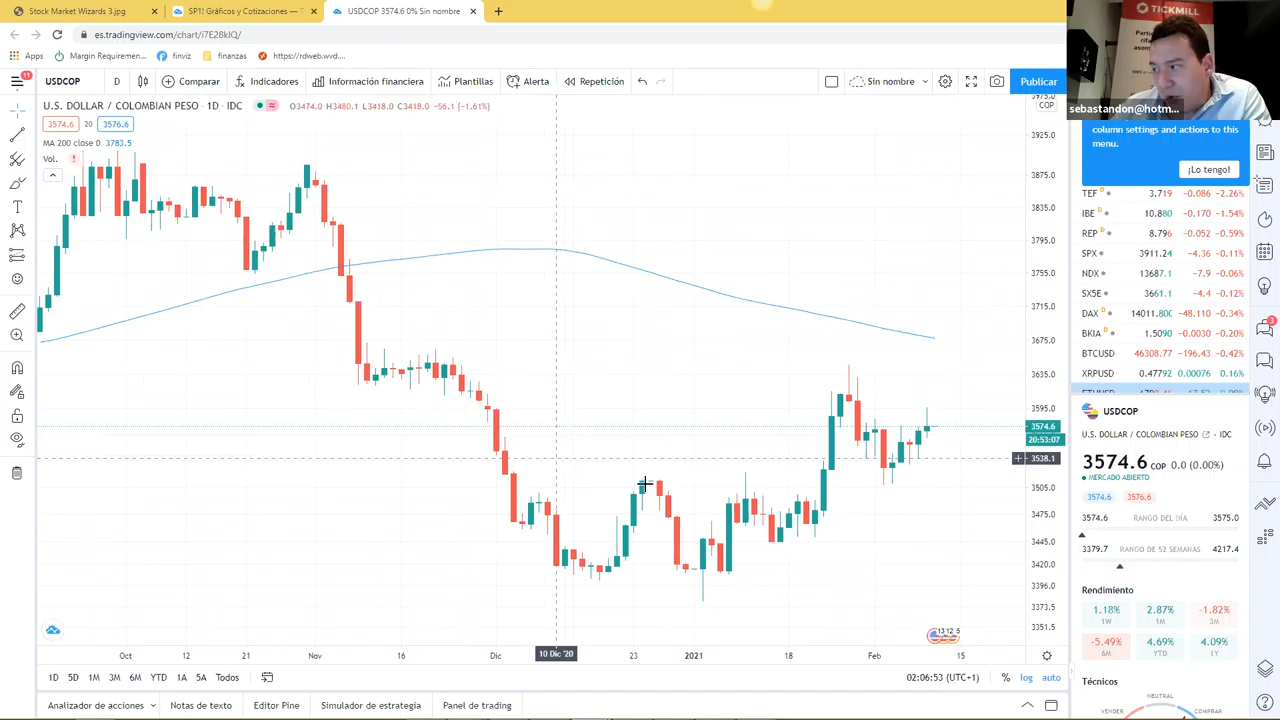 Stock Market Wizards 3.jpg
SP1! Gráficos y Cotizaciones — T
USDCOP 3574.6 0% Sin nombre
es.tradingview.com/chart/i7E28kIQ/
Apps
Margin Requiremen...
finviz
finanzas
https://rdweb.wvd....
TICKMILL
sebastandon@hotm...
11
USDCOP
D
Comparar
Indicadores
Información financiera
Plantillas
Alerta
Repetición
Sin nombre
Publicar
U.S. DOLLAR / COLOMBIAN PESO · 1D · IDC
O3474.0 H3480.1 L3418.0 C3418.0 −56.1 (−1.61%)
COP
3574.6 20 3576.6
MA 200 close 0 3783.5
Vol.
3975.0
3925.0
3875.0
3835.0
3795.0
3755.0
3715.0
3675.0
3635.0
3595.0
3574.6
20:53:07
3538.1
3505.0
3475.0
3445.0
3420.0
3396.0
3373.5
3351.5
13 12 5
Oct 12 21 Nov 16 Dic 10 Dic '20 23 2021 18 Feb 15
1D 5D 1M 3M 6M YTD 1A 5A Todos
02:06:53 (UTC+1)
% log auto
Analizador de acciones
Notas de texto
Editor Pine
Simulador de estrategia
Panel de trading
column settings and actions to this
menu.
¡Lo tengo!
TEF D 3.719 −0.086 −2.26%
IBE D 10.880 −0.170 −1.54%
REP D 8.796 −0.052 −0.59%
SPX 3911.24 −4.36 −0.11%
NDX 13687.1 −7.9 −0.06%
SX5E 3661.1 −4.4 −0.12%
DAX D 14011.800 −48.110 −0.34%
BKIA D 1.5090 −0.0030 −0.20%
BTCUSD 46308.77 −196.43 −0.42%
XRPUSD 0.47792 0.00076 0.16%
3
USDCOP
U.S. DOLLAR / COLOMBIAN PESO · IDC
3574.6 COP 0.0 (0.00%)
MERCADO ABIERTO
3574.6 3576.6
3574.6 RANGO DEL DÍA 3575.0
3379.7 RANGO DE 52 SEMANAS 4217.4
Rendimiento
1.18% 2.87% −1.82%
1W 1M 3M
−5.49% 4.69% 4.09%
6M YTD 1Y
Técnicos
NEUTRAL
VENDER COMPRAR